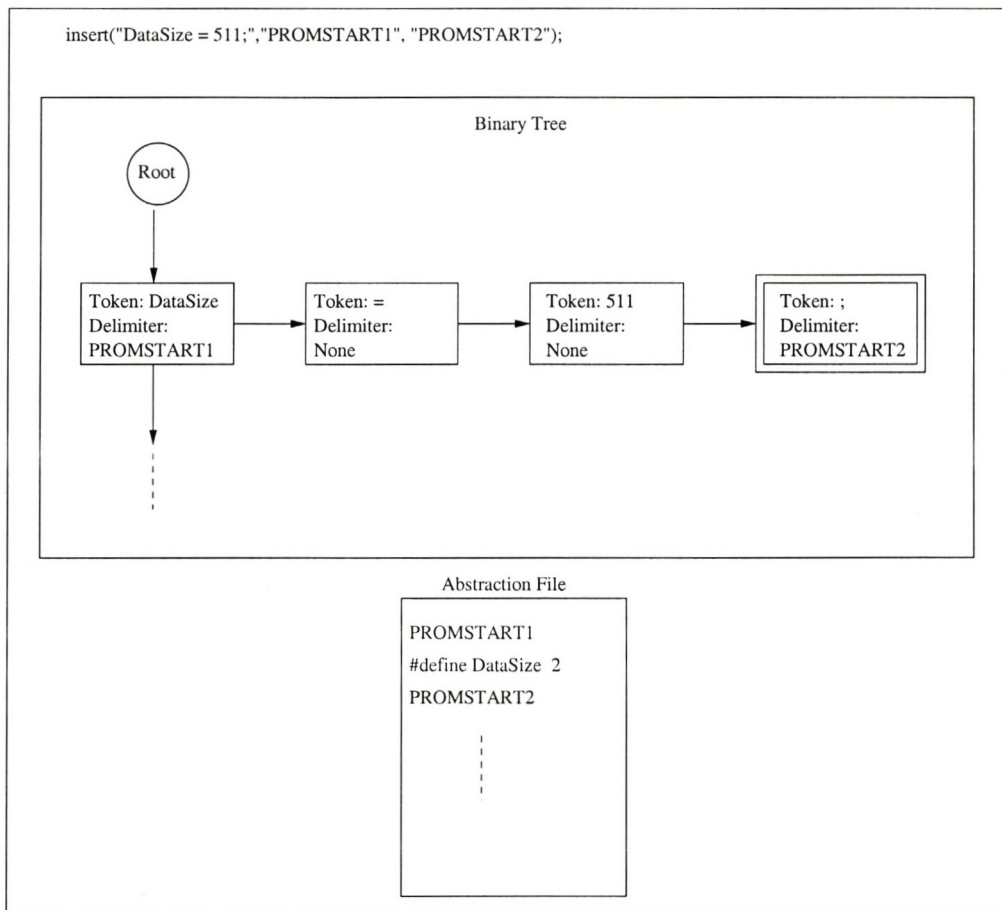 insert("DataSize = 511;","PROMSTART1", "PROMSTART2");
Binary Tree
Root
Token: DataSize
Delimiter:
PROMSTART1
Token: =
Delimiter:
None
Token: 511
Delimiter:
None
Token: ;
Delimiter:
PROMSTART2
Abstraction File
PROMSTART1
#define DataSize 2
PROMSTART2